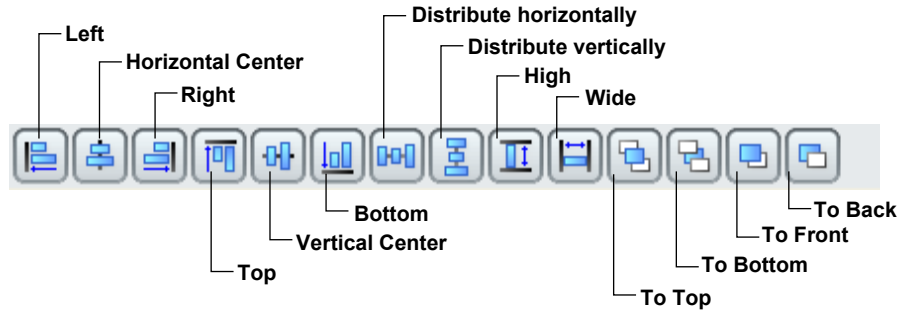 Distribute horizontally
Left
Distribute vertically
Horizontal Center
High
Right
Wide
Bottom
To Back
Vertical Center
To Front
Top
To Bottom
To Top